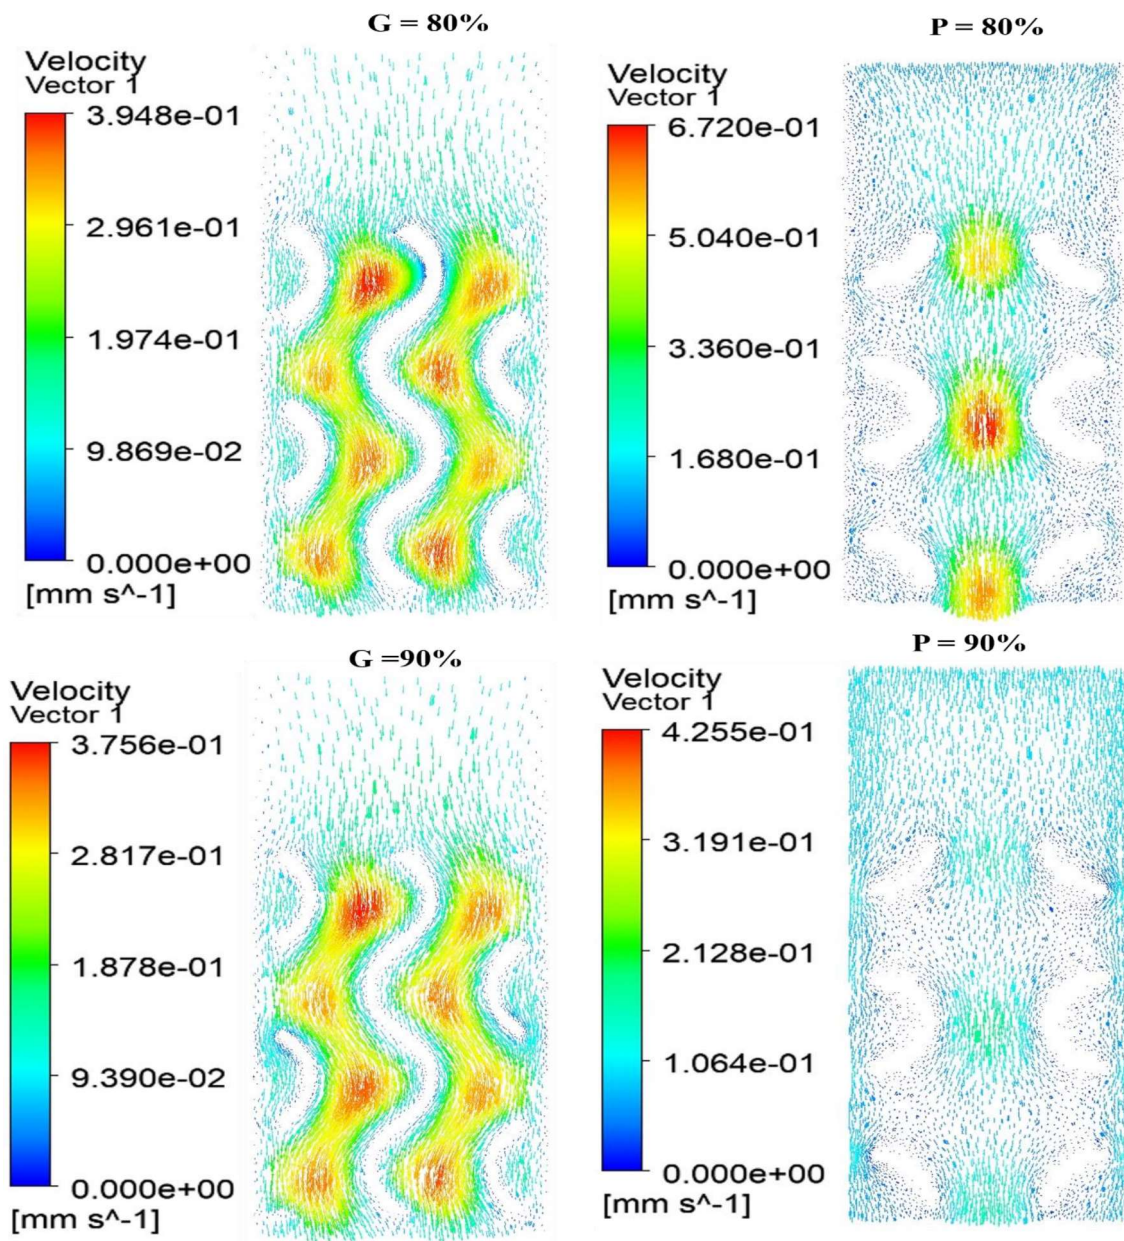 G = 80%
Velocity
Vector 1
3.948e-01
2.961e-01
1.974e-01
9.869e-02
0.000e+00
[mm s^-1]
P = 80%
Velocity
Vector 1
6.720e-01
5.040e-01
3.360e-01
1.680e-01
0.000e+00
[mm s^-1]
G =90%
Velocity
Vector 1
3.756e-01
2.817e-01
1.878e-01
9.390e-02
0.000e+00
[mm s^-1]
P = 90%
Velocity
Vector 1
4.255e-01
3.191e-01
2.128e-01
1.064e-01
0.000e+00
[mm s^-1]